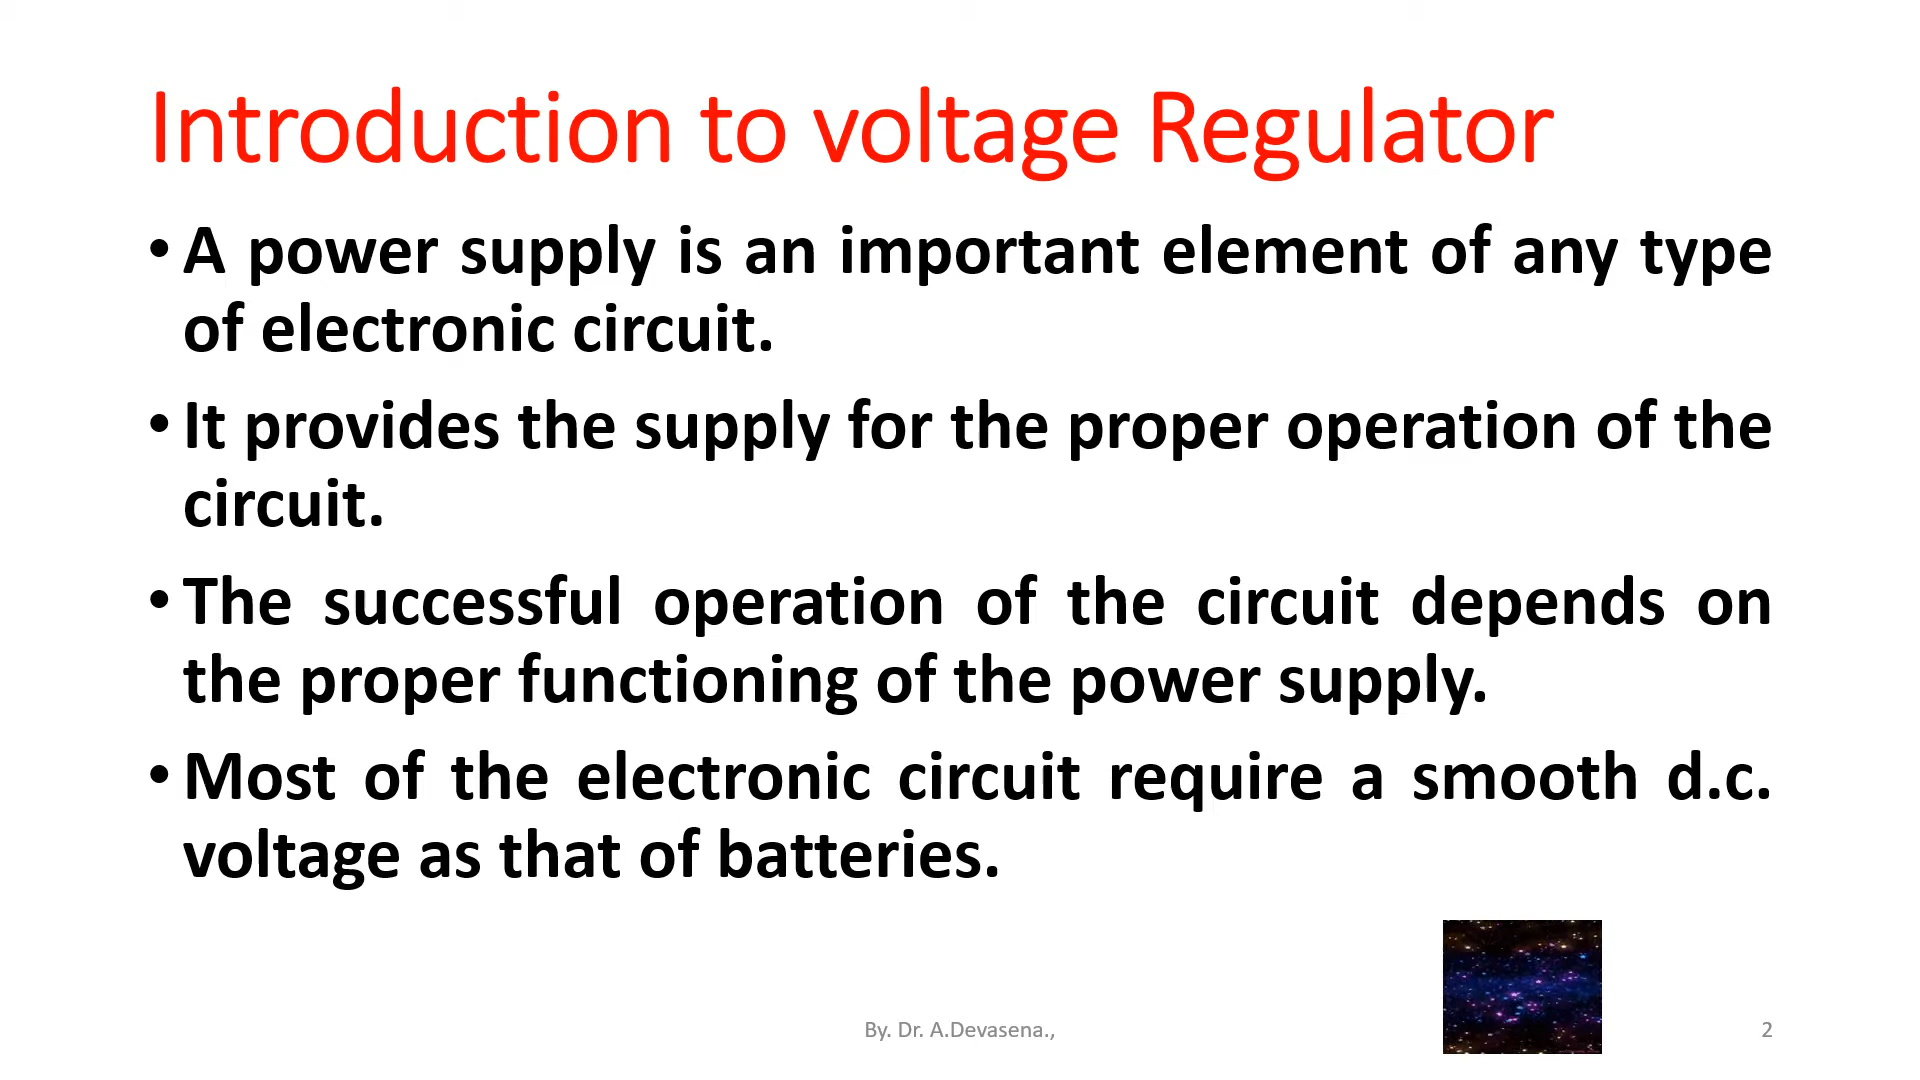 Introduction to voltage Regulator
• A power supply is an important element of any type
of electronic circuit.
• It provides the supply for the proper operation of the
circuit.
• The successful operation of the circuit depends on
the proper functioning of the power supply.
• Most of the electronic circuit require a smooth d.c.
voltage as that of batteries.
By. Dr. A.Devasena.,
2